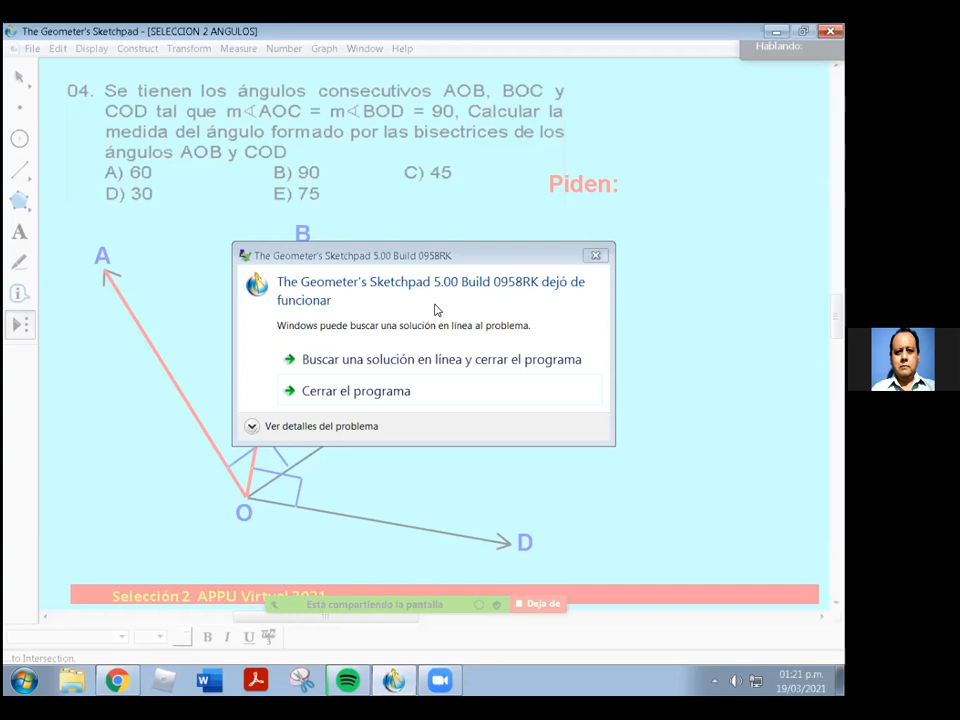 The Geometer's Sketchpad - [SELECCION 2 ANGULOS]
File Edit Display Construct Transform Measure Number Graph Window Help
Hablando:
04. Se tienen los ángulos consecutivos AOB, BOC y
COD tal que m∢AOC = m∢BOD = 90, Calcular la
medida del ángulo formado por las bisectrices de los
ángulos AOB y COD
A) 60 B) 90 C) 45
D) 30 E) 75
Piden:
B
A
The Geometer's Sketchpad 5.00 Build 0958RK
The Geometer's Sketchpad 5.00 Build 0958RK dejó de
funcionar
Windows puede buscar una solución en línea al problema.
Buscar una solución en línea y cerrar el programa
Cerrar el programa
Ver detalles del problema
A
O
D
Selección 2 APPU Virtual 2021
Está compartiendo la pantalla
Deja de
B I U
...to Intersection.
01:21 p.m.
19/03/2021